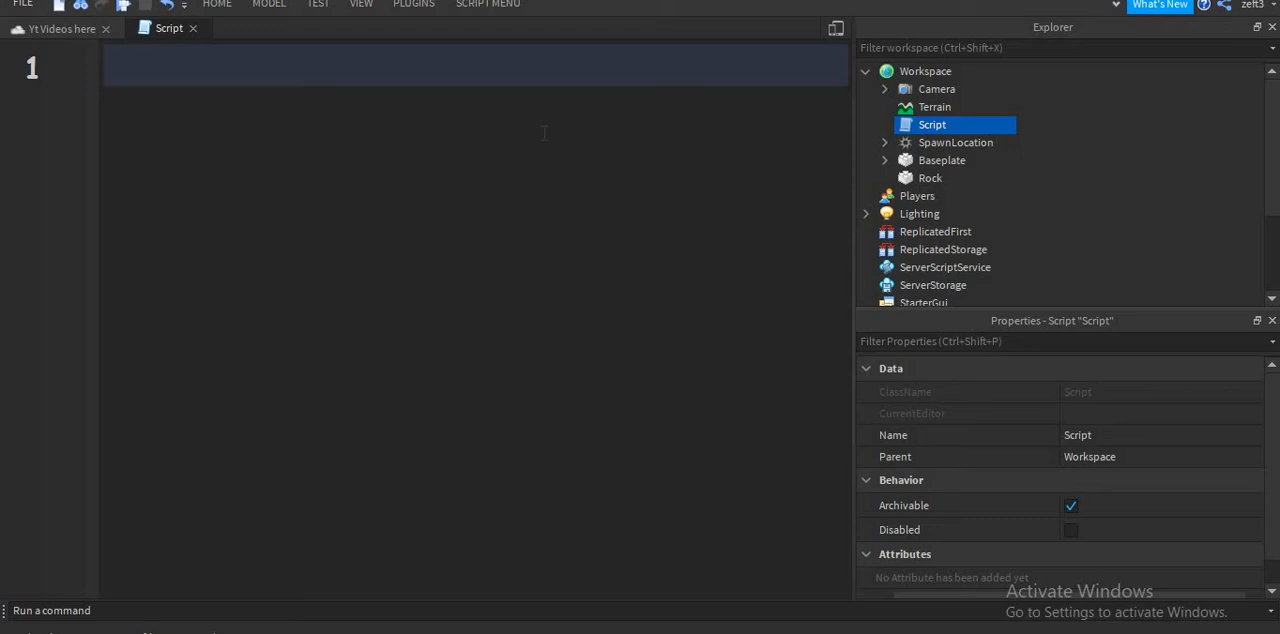 FILE HOME MODEL TEST VIEW PLUGINS SCRIPT MENU What's New zeft3
Yt Videos here Script
1
Explorer
Filter workspace (Ctrl+Shift+X)
Workspace
Camera
Terrain
Script
SpawnLocation
Baseplate
Rock
Players
Lighting
ReplicatedFirst
ReplicatedStorage
ServerScriptService
ServerStorage
StarterGui
Properties - Script "Script"
Filter Properties (Ctrl+Shift+P)
Data
ClassName Script
CurrentEditor
Name Script
Parent Workspace
Behavior
Archivable
Disabled
Attributes
No Attribute has been added yet
Activate Windows
Go to Settings to activate Windows.
Run a command